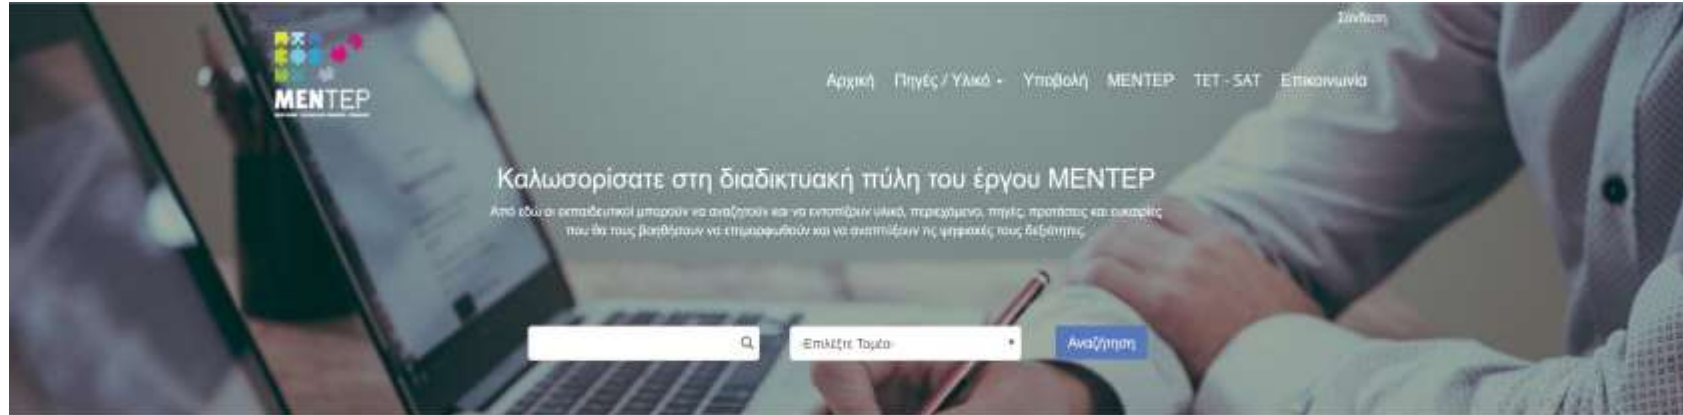 Σύνδεση
MENTEP
Αρχική Πηγές / Υλικό Υποβολή MENTEP TET - SAT Επικοινωνία
Καλωσορίσατε στη διαδικτυακή πύλη του έργου MENTEP
Από εδώ οι εκπαιδευτικοί μπορούν να αναζητούν και να εντοπίζουν υλικό, περιεχόμενο, πηγές, προτάσεις και ευκαιρίες
που θα τους βοηθήσουν να επιμορφωθούν και να αναπτύξουν τις ψηφιακές τους δεξιότητες.
-Επιλέξτε Τομέα-
Αναζήτηση